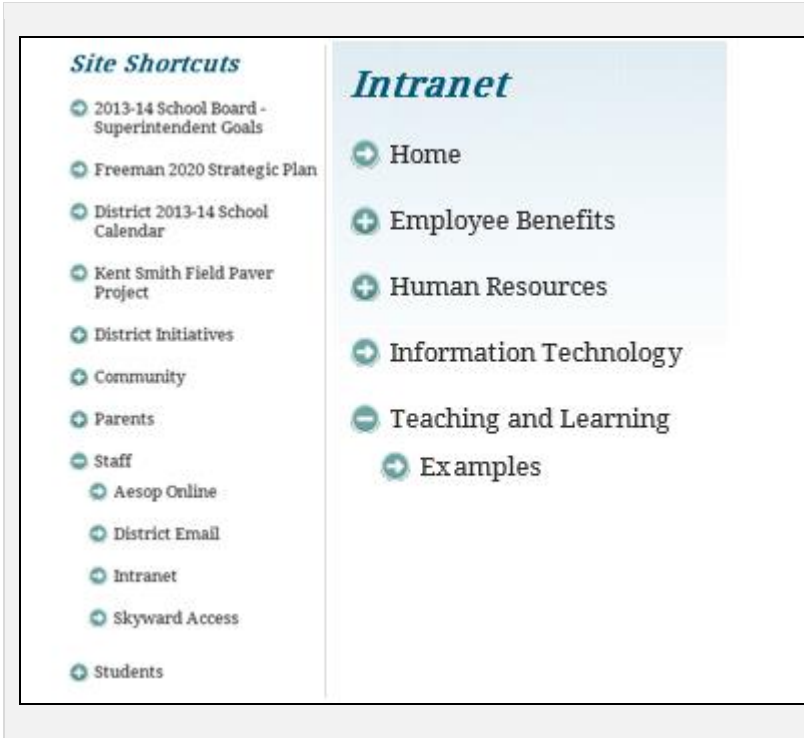 Site Shortcuts
2013-14 School Board -
Superintendent Goals
Freeman 2020 Strategic Plan
District 2013-14 School
Calendar
Kent Smith Field Paver
Project
District Initiatives
Community
Parents
Staff
Aesop Online
District Email
Intranet
Skyward Access
Students
Intranet
Home
Employee Benefits
Human Resources
Information Technology
Teaching and Learning
Examples